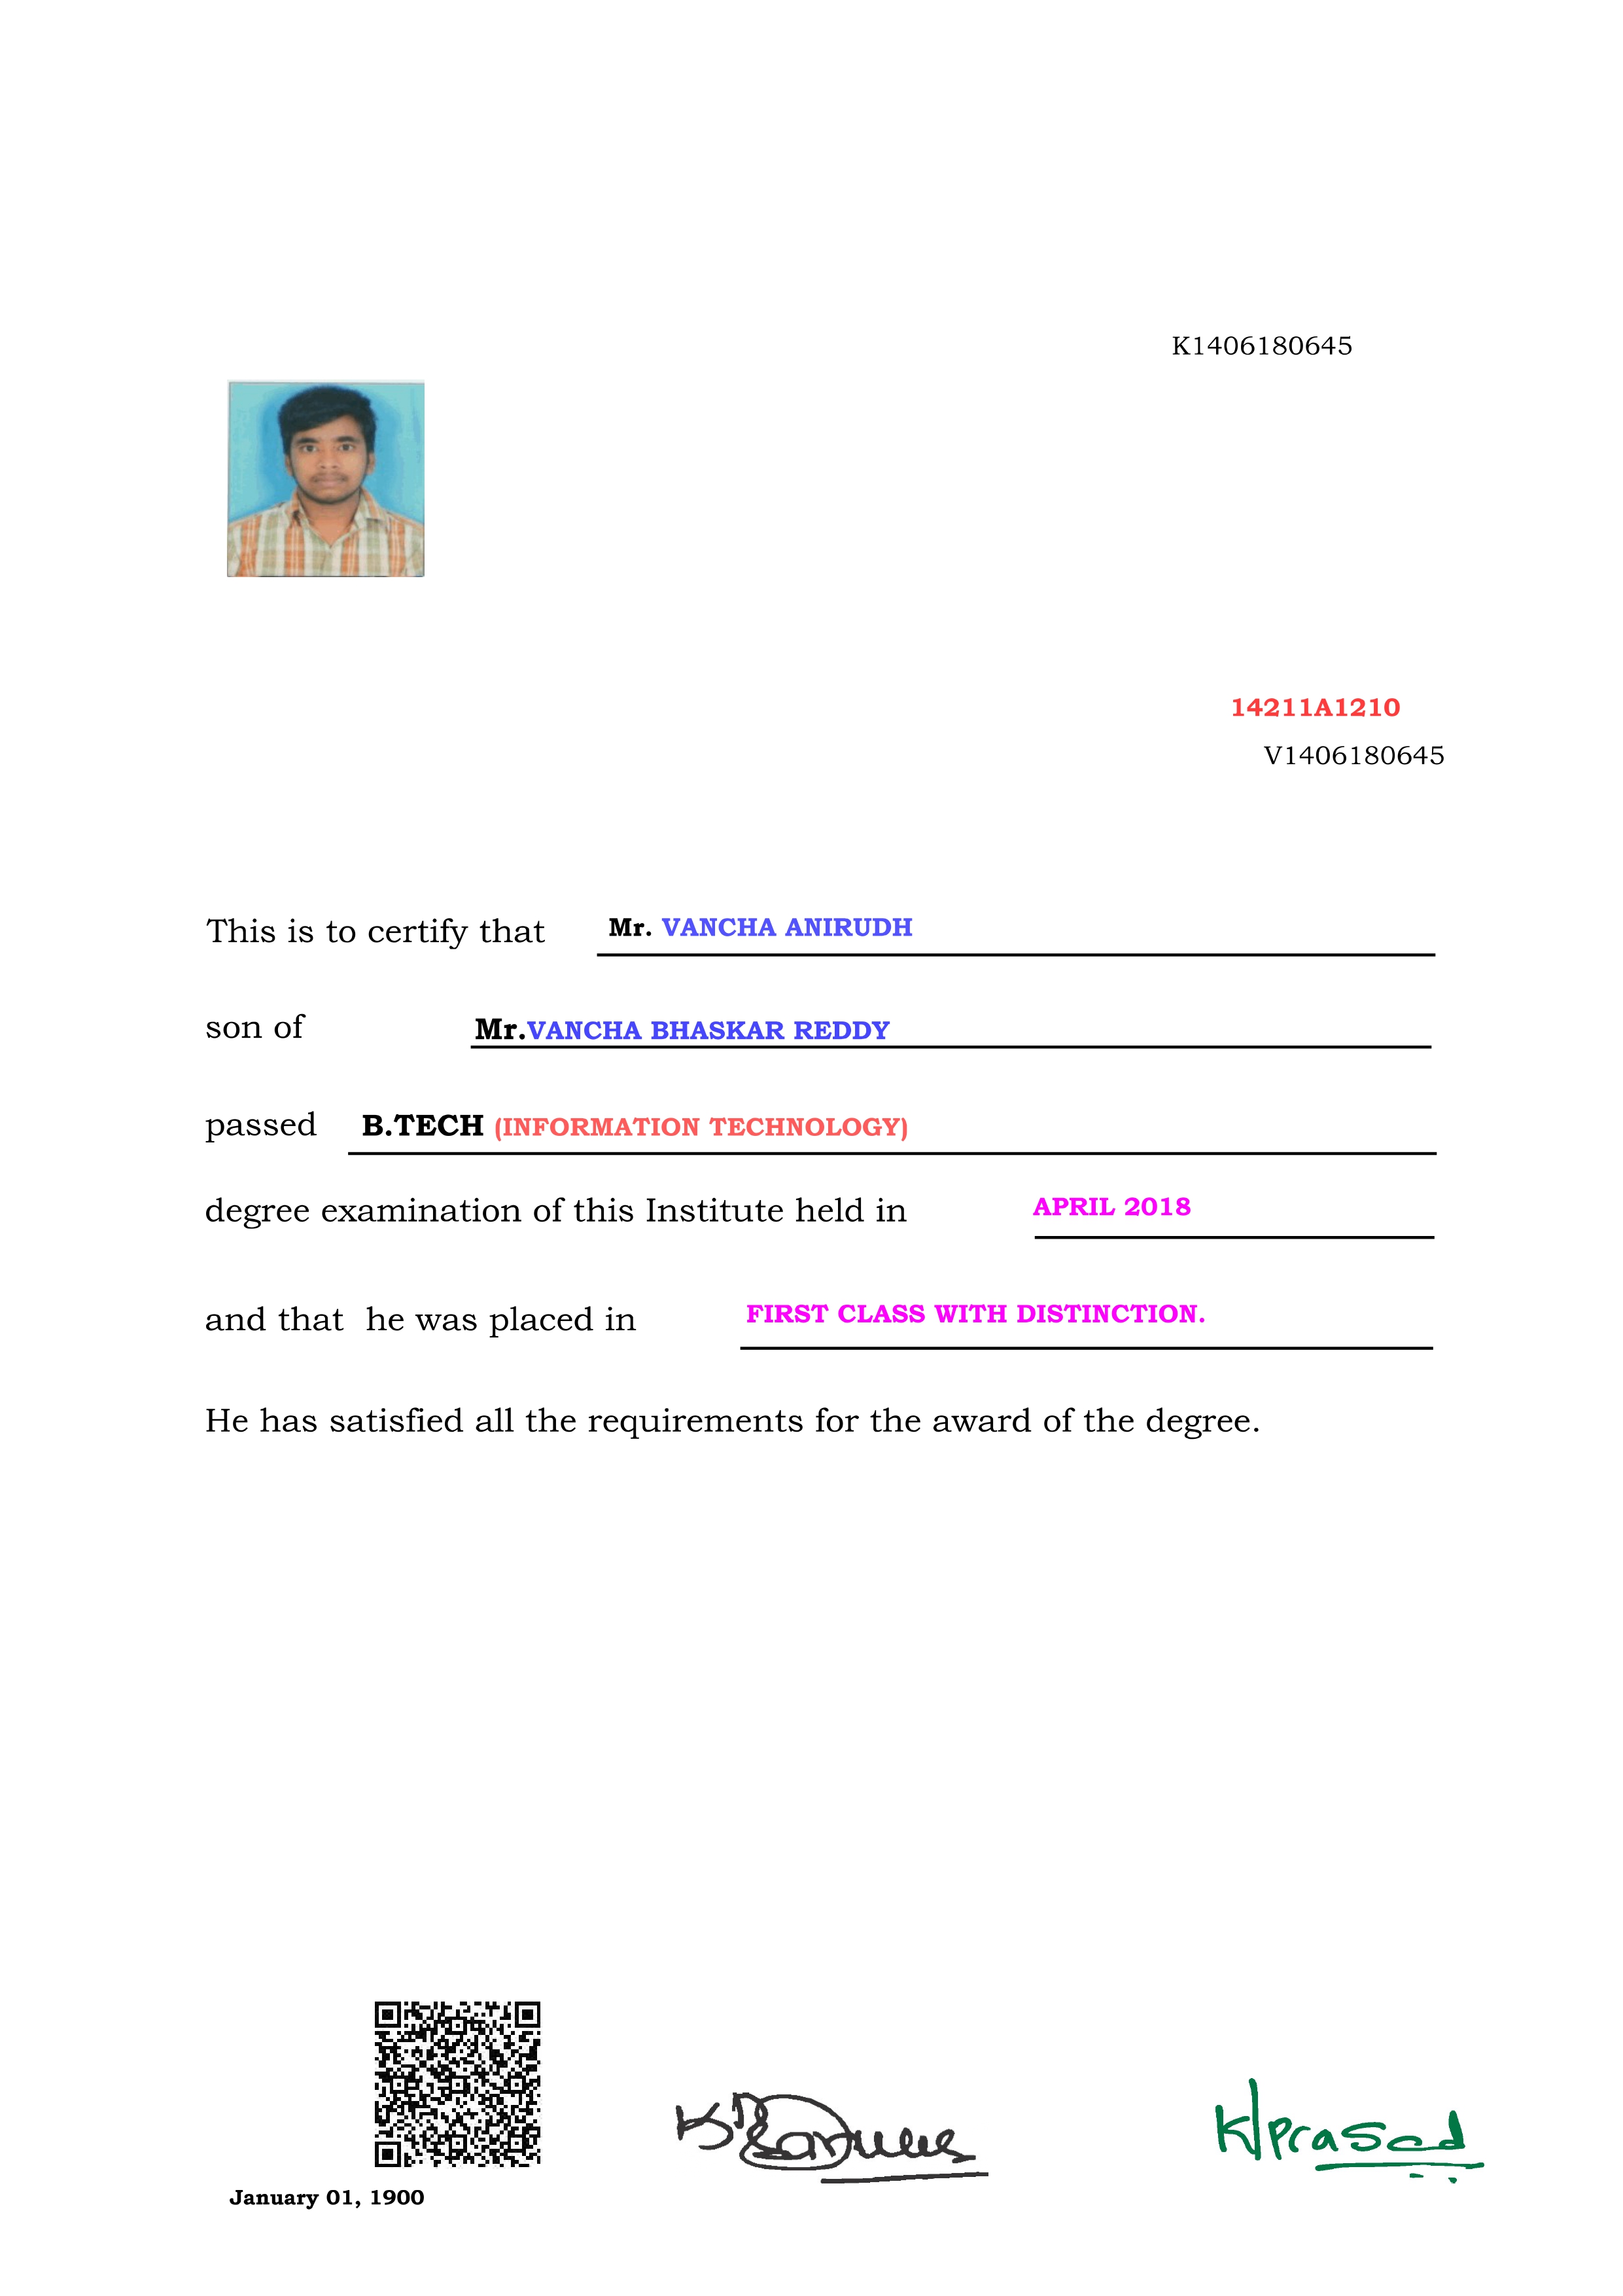 K1406180645
14211A1210
V1406180645
This is to certify that Mr. VANCHA ANIRUDH
son of Mr.VANCHA BHASKAR REDDY
passed B.TECH (INFORMATION TECHNOLOGY)
degree examination of this Institute held in APRIL 2018
and that he was placed in FIRST CLASS WITH DISTINCTION.
He has satisfied all the requirements for the award of the degree.
KPrasad
January 01, 1900